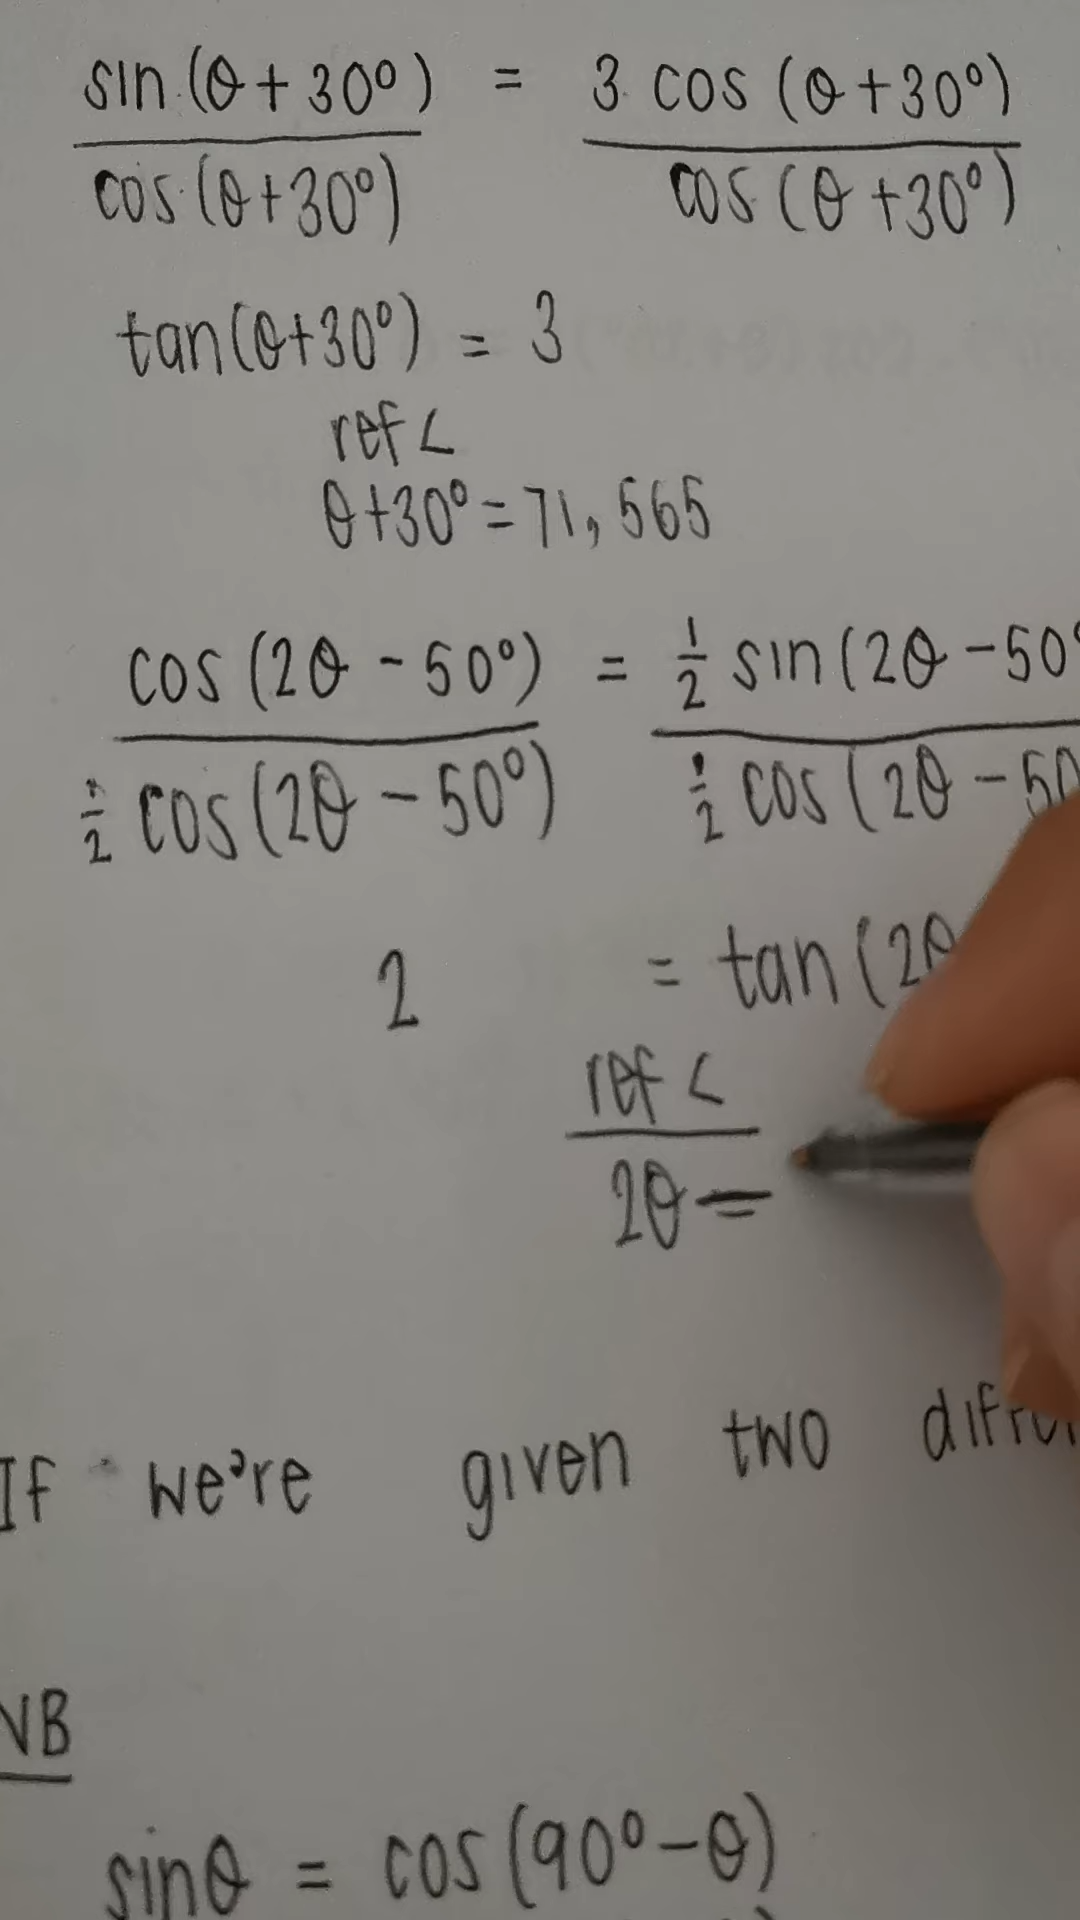 sin (θ + 30°) = 3 cos (θ + 30°)
cos (θ + 30°) cos (θ + 30°)
tan(θ + 30°) = 3
ref <
θ + 30° = 71,565
cos (2θ - 50°) = 1/2 sin (2θ - 50°
1/2 cos (2θ - 50°) 1/2 cos (2θ - 50
2 = tan (2θ
ref <
2θ -
If we're given two
NB
sinθ = cos (90° - θ)